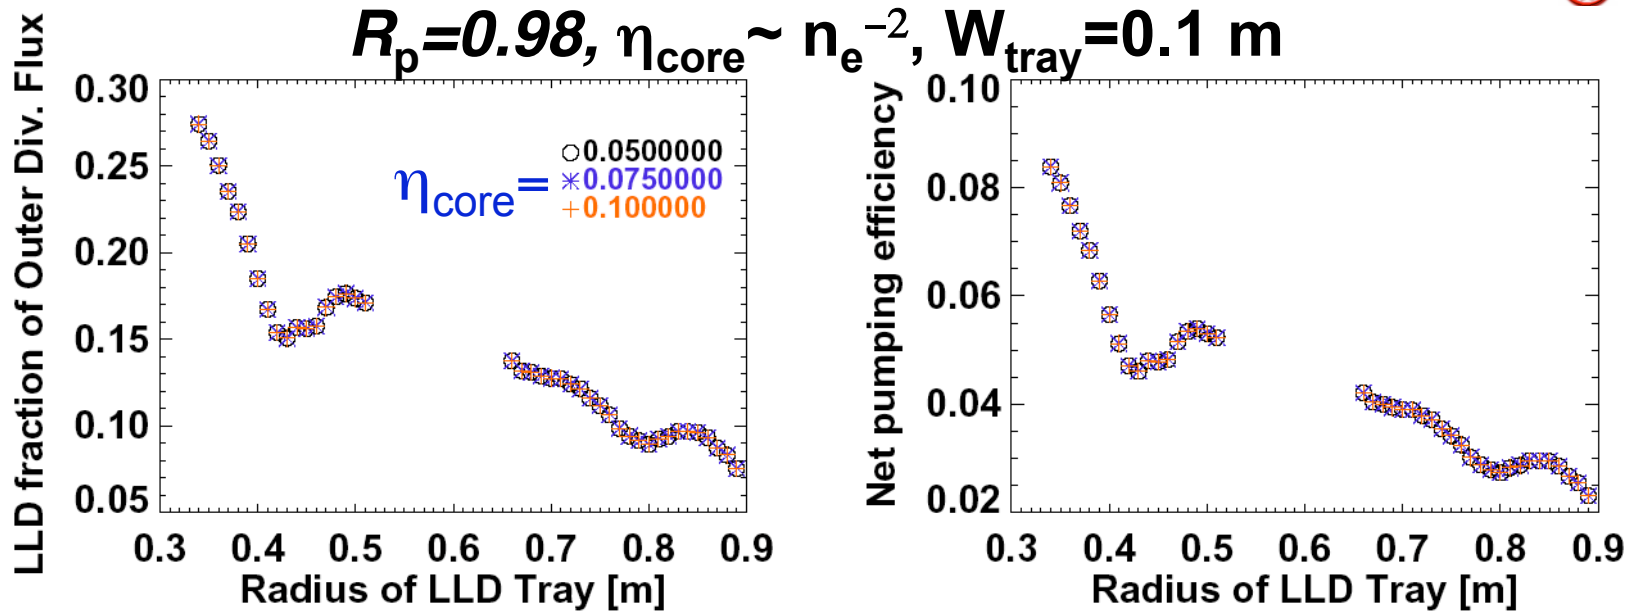 Rp=0.98, ηcore~ ne⁻², Wtray=0.1 m
LLD fraction of Outer Div. Flux
0.30
0.25
0.20
0.15
0.10
0.05
ηcore=
0.0500000
0.0750000
0.100000
0.3 0.4 0.5 0.6 0.7 0.8 0.9
Radius of LLD Tray [m]
Net pumping efficiency
0.10
0.08
0.06
0.04
0.02
0.3 0.4 0.5 0.6 0.7 0.8 0.9
Radius of LLD Tray [m]